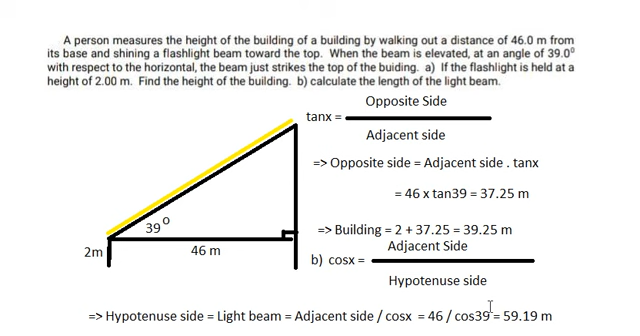 A person measures the height of the building of a building by walking out a distance of 46.0 m from
its base and shining a flashlight beam toward the top. When the beam is elevated, at an angle of 39.0⁰
with respect to the horizontal, the beam just strikes the top of the buiding. a) If the flashlight is held at a
height of 2.00 m. Find the height of the building. b) calculate the length of the light beam.
Opposite Side
tanx =
Adjacent side
=> Opposite side = Adjacent side . tanx
= 46 x tan39 = 37.25 m
39⁰
=> Building = 2 + 37.25 = 39.25 m
2m
46 m
Adjacent Side
b) cosx =
Hypotenuse side
=> Hypotenuse side = Light beam = Adjacent side / cosx = 46 / cos39 = 59.19 m